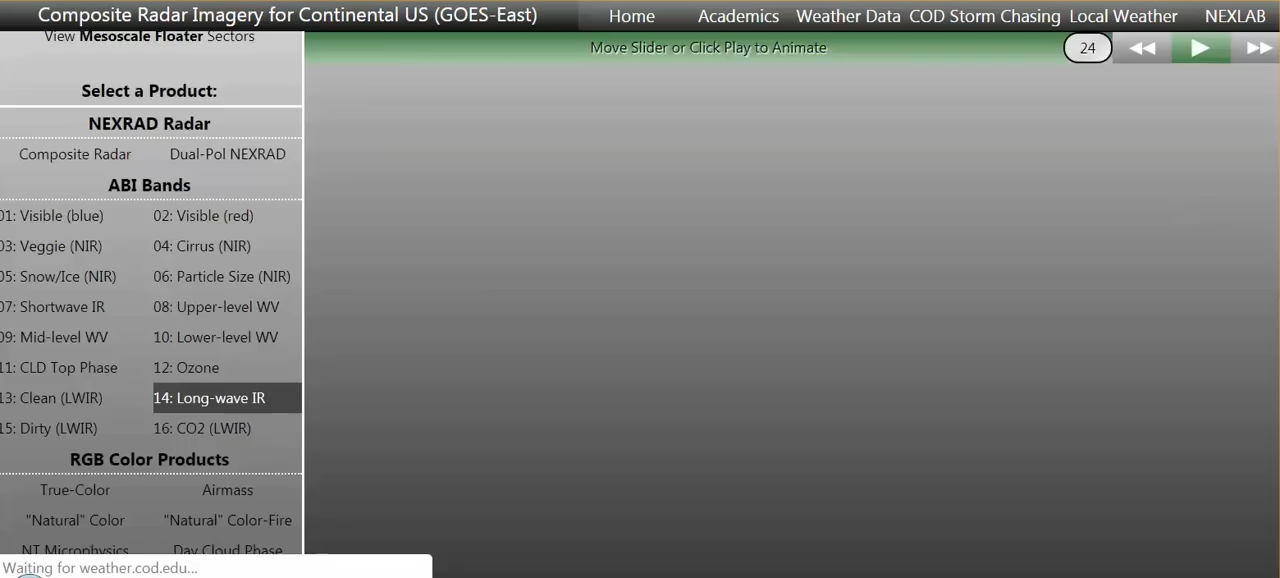 Composite Radar Imagery for Continental US (GOES-East)
Home Academics Weather Data COD Storm Chasing Local Weather NEXLAB
View Mesoscale Floater Sectors
Move Slider or Click Play to Animate
24
Select a Product:
NEXRAD Radar
Composite Radar Dual-Pol NEXRAD
ABI Bands
01: Visible (blue) 02: Visible (red)
03: Veggie (NIR) 04: Cirrus (NIR)
05: Snow/Ice (NIR) 06: Particle Size (NIR)
07: Shortwave IR 08: Upper-level WV
09: Mid-level WV 10: Lower-level WV
11: CLD Top Phase 12: Ozone
13: Clean (LWIR) 14: Long-wave IR
15: Dirty (LWIR) 16: CO2 (LWIR)
RGB Color Products
True-Color Airmass
"Natural" Color "Natural" Color-Fire
NT Microphysics Day Cloud Phase
Waiting for weather.cod.edu...